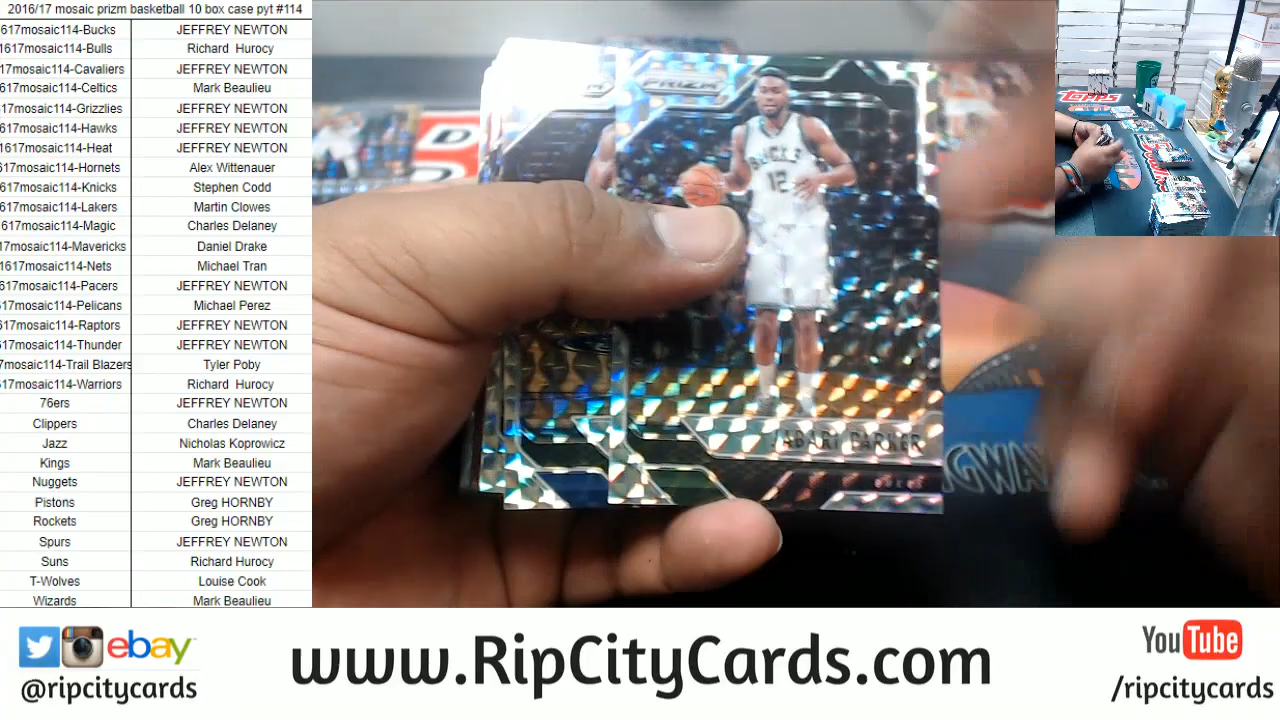 2016/17 mosaic prizm basketball 10 box case pyt #114
617mosaic114-Bucks JEFFREY NEWTON
1617mosaic114-Bulls Richard Hurocy
17mosaic114-Cavaliers JEFFREY NEWTON
617mosaic114-Celtics Mark Beaulieu
617mosaic114-Grizzlies JEFFREY NEWTON
617mosaic114-Hawks JEFFREY NEWTON
1617mosaic114-Heat JEFFREY NEWTON
617mosaic114-Hornets Alex Wittenauer
617mosaic114-Knicks Stephen Codd
617mosaic114-Lakers Martin Clowes
617mosaic114-Magic Charles Delaney
17mosaic114-Mavericks Daniel Drake
1617mosaic114-Nets Michael Tran
617mosaic114-Pacers JEFFREY NEWTON
617mosaic114-Pelicans Michael Perez
617mosaic114-Raptors JEFFREY NEWTON
617mosaic114-Thunder JEFFREY NEWTON
7mosaic114-Trail Blazers Tyler Poby
617mosaic114-Warriors Richard Hurocy
76ers JEFFREY NEWTON
Clippers Charles Delaney
Jazz Nicholas Koprowicz
Kings Mark Beaulieu
Nuggets JEFFREY NEWTON
Pistons Greg HORNBY
Rockets Greg HORNBY
Spurs JEFFREY NEWTON
Suns Richard Hurocy
T-Wolves Louise Cook
Wizards Mark Beaulieu
PRIZM
BUCKS
12
JABARI PARKER
BUCKS
TOPPS
GWA
ebay
@ripcitycards
www.RipCityCards.com
YouTube
/ripcitycards